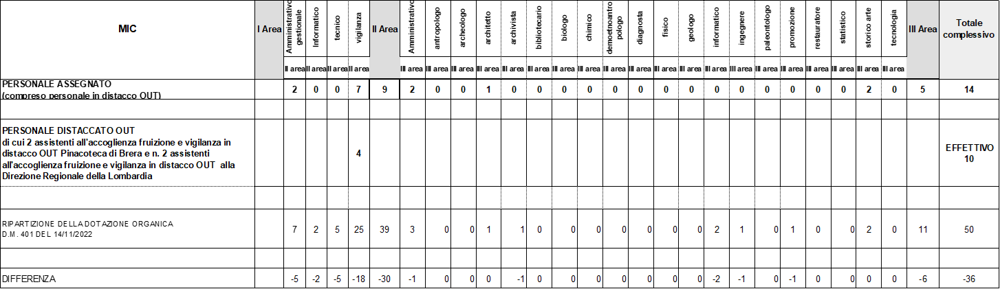 MIC I Area Amministrativo gestionale Informatico tecnico vigilanza II Area Amministrativo antropologo archeologo architetto archivista bibliotecario biologo chimico demoetnoantropologo diagnosta fisico geologo informatico ingegnere paleontologo promozione restauratore statistico storico arte tecnologia III Area Totale complessivo
II area II area II area II area III area III area III area III area III area III area III area III area III area III area III area III area III area III area III area III area III area III area III area III area
PERSONALE ASSEGNATO
(compreso personale in distacco OUT) 2 0 0 7 9 2 0 0 1 0 0 0 0 0 0 0 0 0 0 0 0 0 0 2 0 5 14
PERSONALE DISTACCATO OUT
di cui 2 assistenti all'accoglienza fruizione e vigilanza in
distacco OUT Pinacoteca di Brera e n. 2 assistenti
all'accoglienza fruizione e vigilanza in distacco OUT alla
Direzione Regionale della Lombardia
4
EFFETTIVO
10
RIPARTIZIONE DELLA DOTAZIONE ORGANICA
D.M. 401 DEL 14/11/2022
7 2 5 25 39 3 0 0 1 1 0 0 0 0 0 0 0 2 1 0 1 0 0 2 0 11 50
DIFFERENZA -5 -2 -5 -18 -30 -1 0 0 0 -1 0 0 0 0 0 0 0 -2 -1 0 -1 0 0 0 0 -6 -36